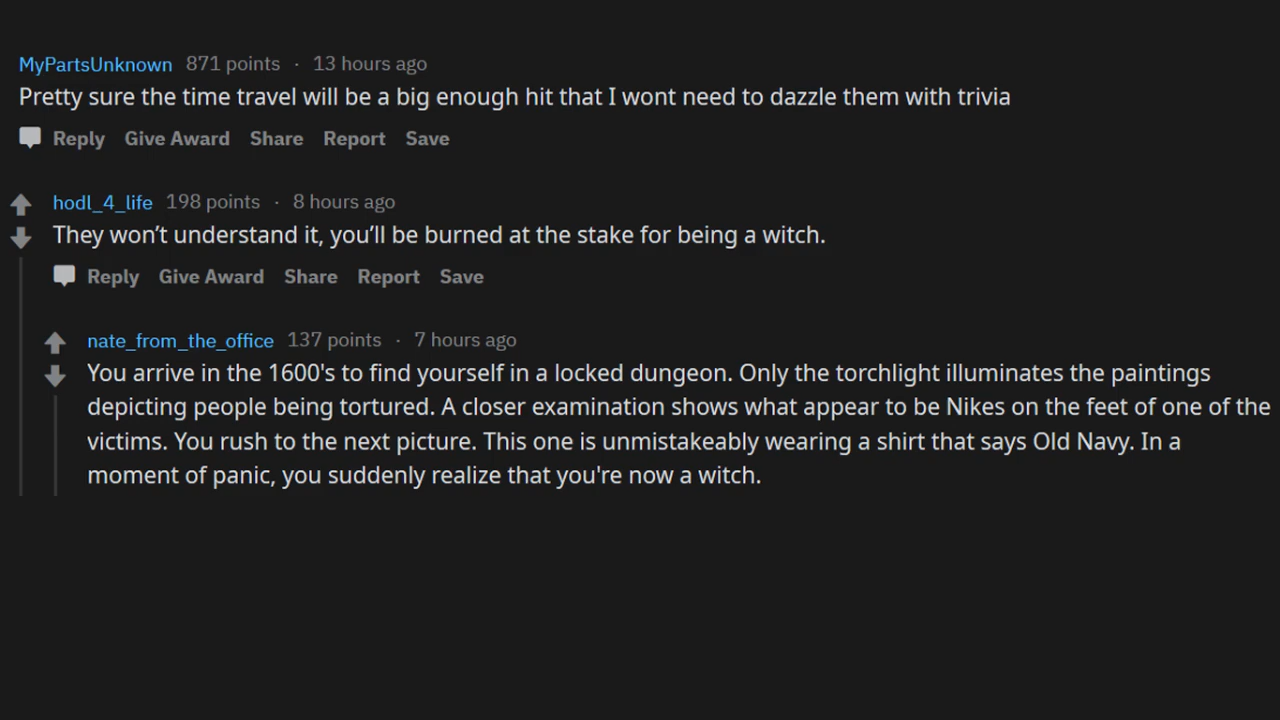 MyPartsUnknown 871 points · 13 hours ago
Pretty sure the time travel will be a big enough hit that I wont need to dazzle them with trivia
Reply Give Award Share Report Save
hodl_4_life 198 points · 8 hours ago
They won’t understand it, you’ll be burned at the stake for being a witch.
Reply Give Award Share Report Save
nate_from_the_office 137 points · 7 hours ago
You arrive in the 1600's to find yourself in a locked dungeon. Only the torchlight illuminates the paintings
depicting people being tortured. A closer examination shows what appear to be Nikes on the feet of one of the
victims. You rush to the next picture. This one is unmistakeably wearing a shirt that says Old Navy. In a
moment of panic, you suddenly realize that you're now a witch.